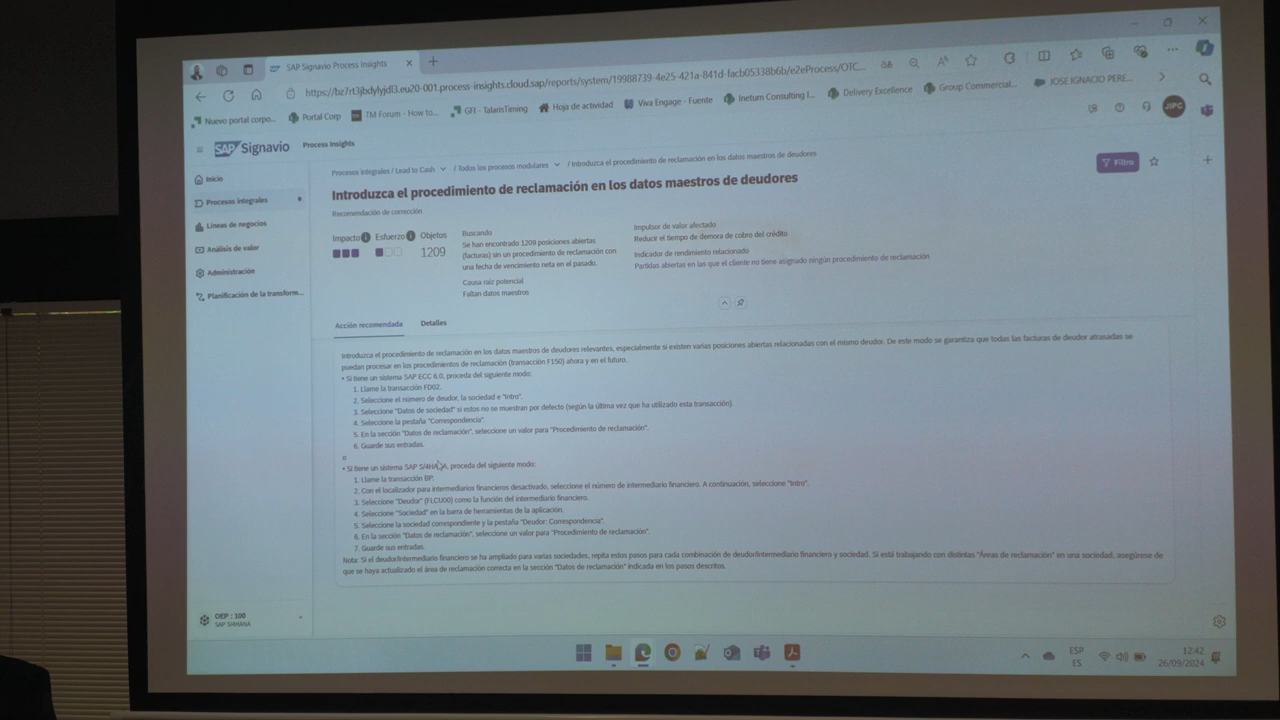 SAP Signavio Process Insights
https://bz7rt3jbdylyjdl3.eu20-001.process-insights.cloud.sap/reports/system/19988739-4e25-421a-841d-facb05338b6b/e2eProcess/OTC...
Nuevo portal corpo...
Portal Corp
TM Forum - How to...
GFI - TalarisTiming
Hoja de actividad
Viva Engage - Fuente
Inetum Consulting I...
Delivery Excellence
Group Commercial...
JOSE IGNACIO PERE...
SAP Signavio
Process Insights
JIPC
Inicio
Procesos integrales
Líneas de negocios
Análisis de valor
Administración
Planificación de la transform...
Procesos integrales / Lead to Cash / Todos los procesos modulares / Introduzca el procedimiento de reclamación en los datos maestros de deudores
Introduzca el procedimiento de reclamación en los datos maestros de deudores
Filtro
Recomendación de corrección
Impacto
Esfuerzo
Objetos
1209
Buscando
Se han encontrado 1209 posiciones abiertas
(facturas) sin un procedimiento de reclamación con
una fecha de vencimiento neta en el pasado.
Causa raíz potencial
Faltan datos maestros
Impulsor de valor afectado
Reducir el tiempo de demora de cobro del crédito
Indicador de rendimiento relacionado
Partidas abiertas en las que el cliente no tiene asignado ningún procedimiento de reclamación
Acción recomendada
Detalles
Introduzca el procedimiento de reclamación en los datos maestros de deudores relevantes, especialmente si existen varias posiciones abiertas relacionadas con el mismo deudor. De este modo se garantiza que todas las facturas de deudor atrasadas se
puedan procesar en los procedimientos de reclamación (transacción F150) ahora y en el futuro.
• Si tiene un sistema SAP ECC 6.0, proceda del siguiente modo:
1. Llame la transacción FD02.
2. Seleccione el número de deudor, la sociedad e "Intro".
3. Seleccione "Datos de sociedad" si estos no se muestran por defecto (según la última vez que ha utilizado esta transacción).
4. Seleccione la pestaña "Correspondencia".
5. En la sección "Datos de reclamación", seleccione un valor para "Procedimiento de reclamación".
6. Guarde sus entradas.
o
• Si tiene un sistema SAP S/4HANA, proceda del siguiente modo:
1. Llame la transacción BP.
2. Con el localizador para intermediarios financieros desactivado, seleccione el número de intermediario financiero. A continuación, seleccione "Intro".
3. Seleccione "Deudor" (FLCU00) como la función del intermediario financiero.
4. Seleccione "Sociedad" en la barra de herramientas de la aplicación.
5. Seleccione la sociedad correspondiente y la pestaña "Deudor: Correspondencia".
6. En la sección "Datos de reclamación", seleccione un valor para "Procedimiento de reclamación".
7. Guarde sus entradas.
Nota: Si el deudor/intermediario financiero se ha ampliado para varias sociedades, repita estos pasos para cada combinación de deudor/intermediario financiero y sociedad. Si está trabajando con distintas "Áreas de reclamación" en una sociedad, asegúrese de
que se haya actualizado el área de reclamación correcta en la sección "Datos de reclamación" indicada en los pasos descritos.
OEP : 100
SAP S/4HANA
ESP
ES
12:42
26/09/2024